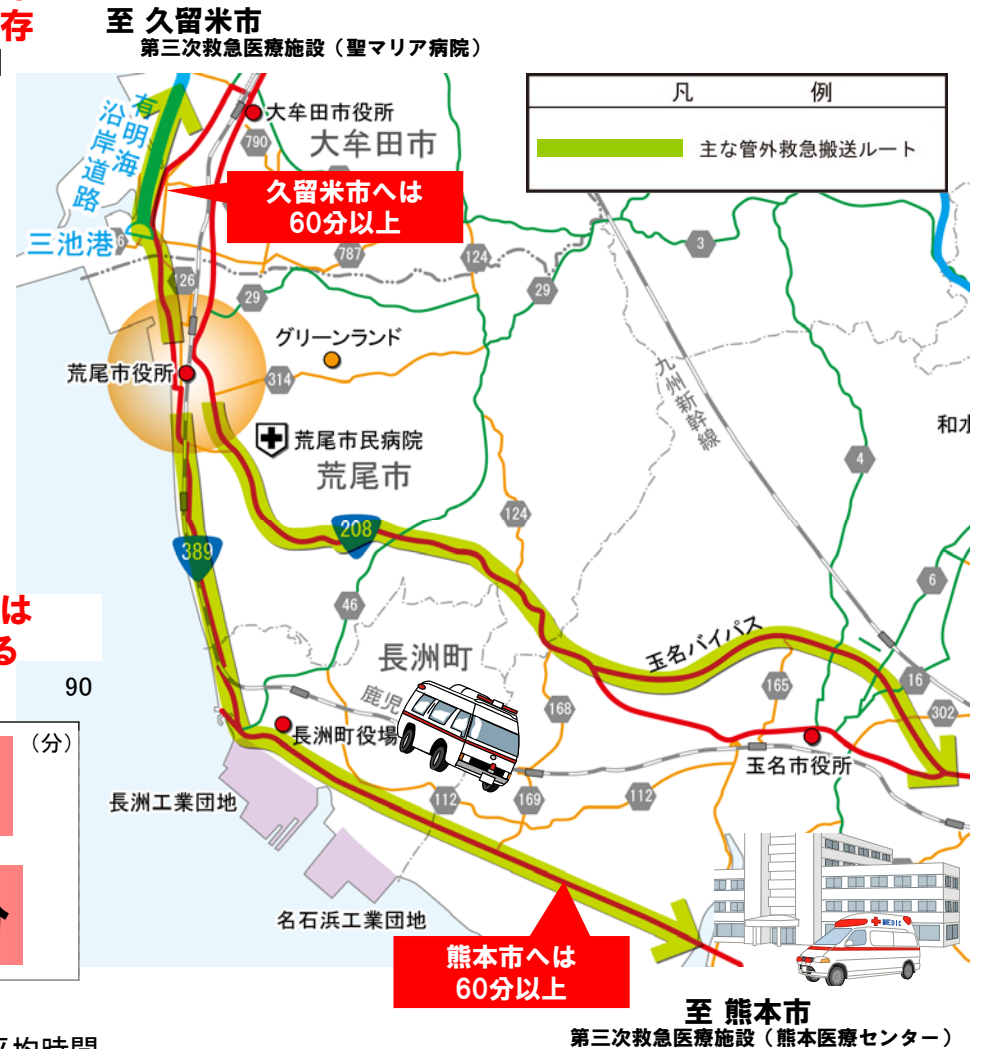 存
至 久留米市
第三次救急医療施設（聖マリア病院）
凡 例
主な管外救急搬送ルート
有明海
沿岸道路
大牟田市役所
大牟田市
790
久留米市へは
60分以上
三池港
6
787
124
3
126
29
29
グリーンランド
荒尾市役所
314
九州新幹線
荒尾市民病院
荒尾市
和水
4
124
208
389
6
46
は
る
長洲町
玉名バイパス
90
鹿児
165
16
168
302
（分）
長洲町役場
玉名市役所
長洲工業団地
112
169
112
名石浜工業団地
MEDIC
熊本市へは
60分以上
至 熊本市
第三次救急医療施設（熊本医療センター）
平均時間